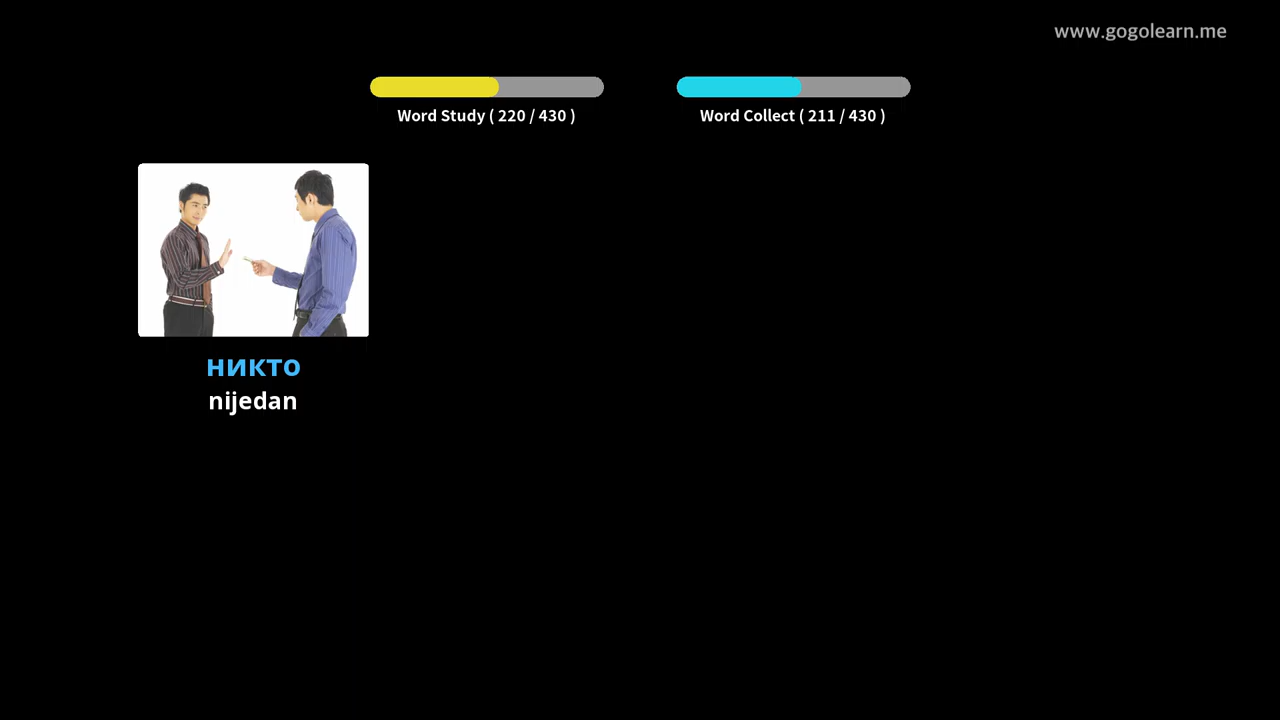 www.gogolearn.me
Word Study ( 220 / 430 )
Word Collect ( 211 / 430 )
никто
nijedan